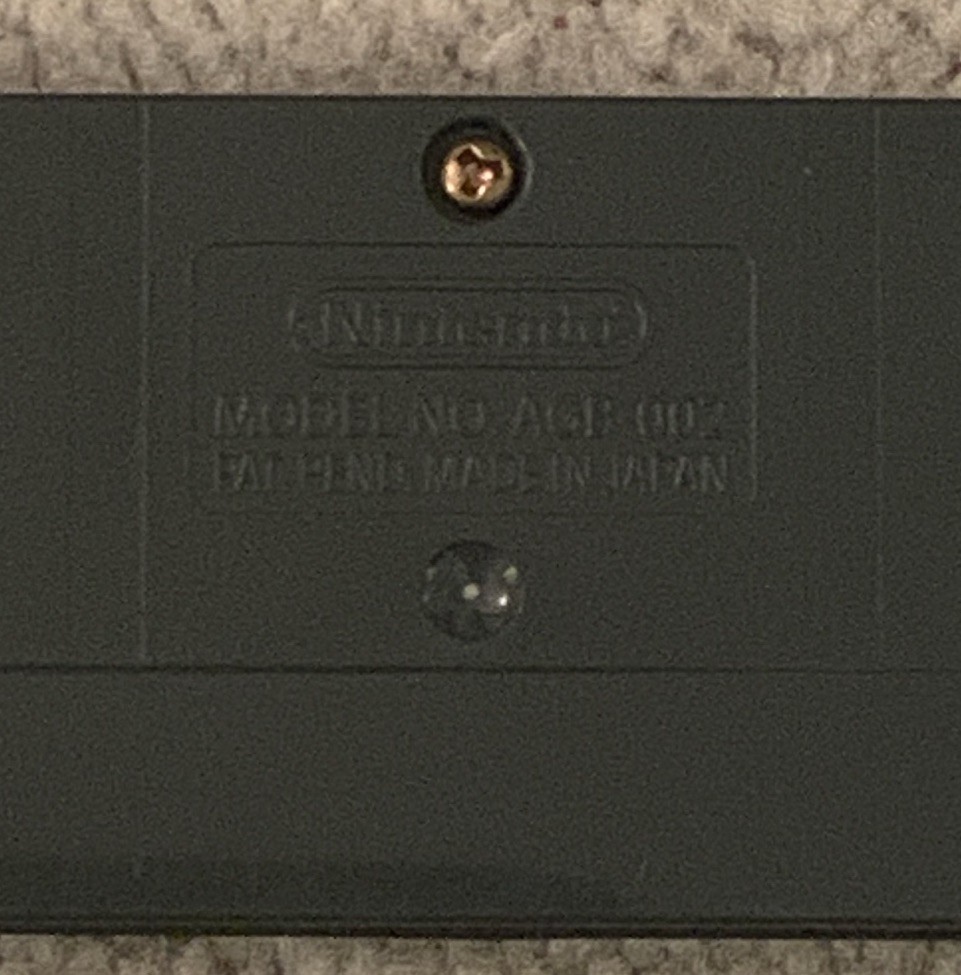 Nintendo
MODEL NO. AGB-002
PAT. PEND. MADE IN JAPAN